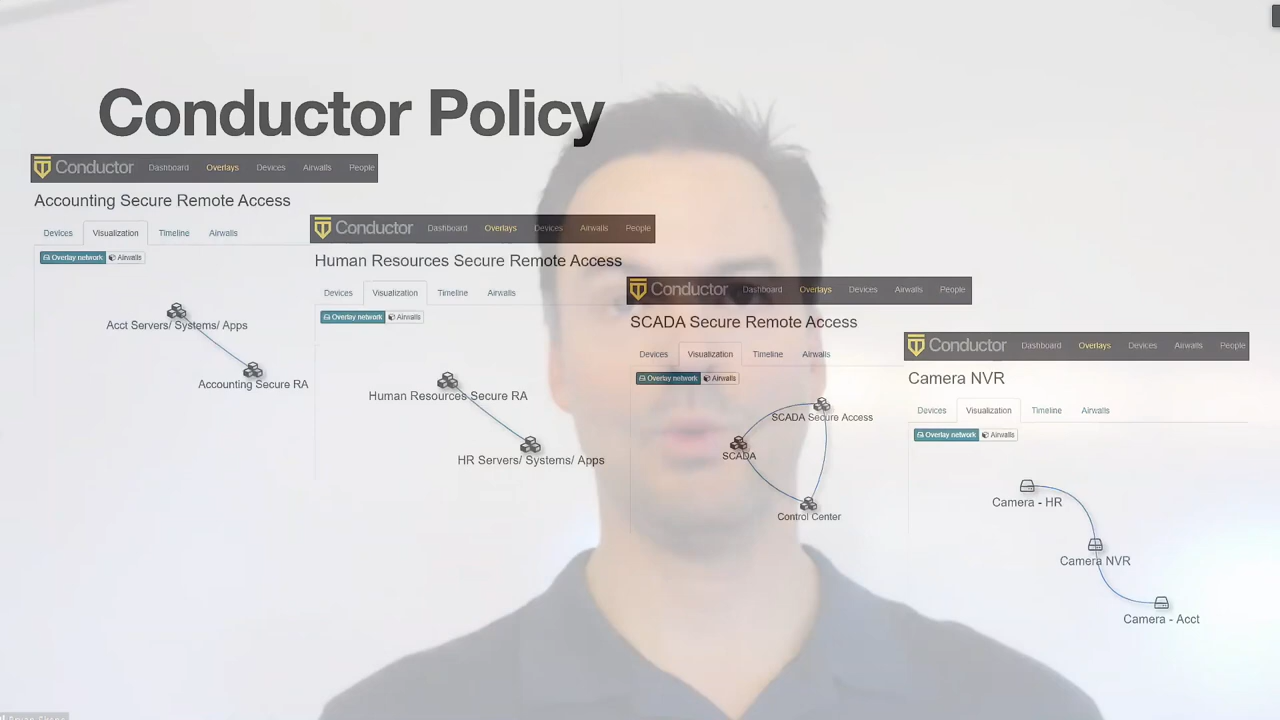 Conductor Policy
Conductor Dashboard Overlays Devices Airwalls People
Accounting Secure Remote Access
Devices Visualization Timeline Airwalls
Overlay network Airwalls
Acct Servers/ Systems/ Apps
Accounting Secure RA
Conductor Dashboard Overlays Devices Airwalls People
Human Resources Secure Remote Access
Devices Visualization Timeline Airwalls
Overlay network Airwalls
Human Resources Secure RA
HR Servers/ Systems/ Apps
Conductor Dashboard Overlays Devices Airwalls People
SCADA Secure Remote Access
Devices Visualization Timeline Airwalls
Overlay network Airwalls
SCADA Secure Access
SCADA
Control Center
Conductor Dashboard Overlays Devices Airwalls People
Camera NVR
Devices Visualization Timeline Airwalls
Overlay network Airwalls
Camera - HR
Camera NVR
Camera - Acct